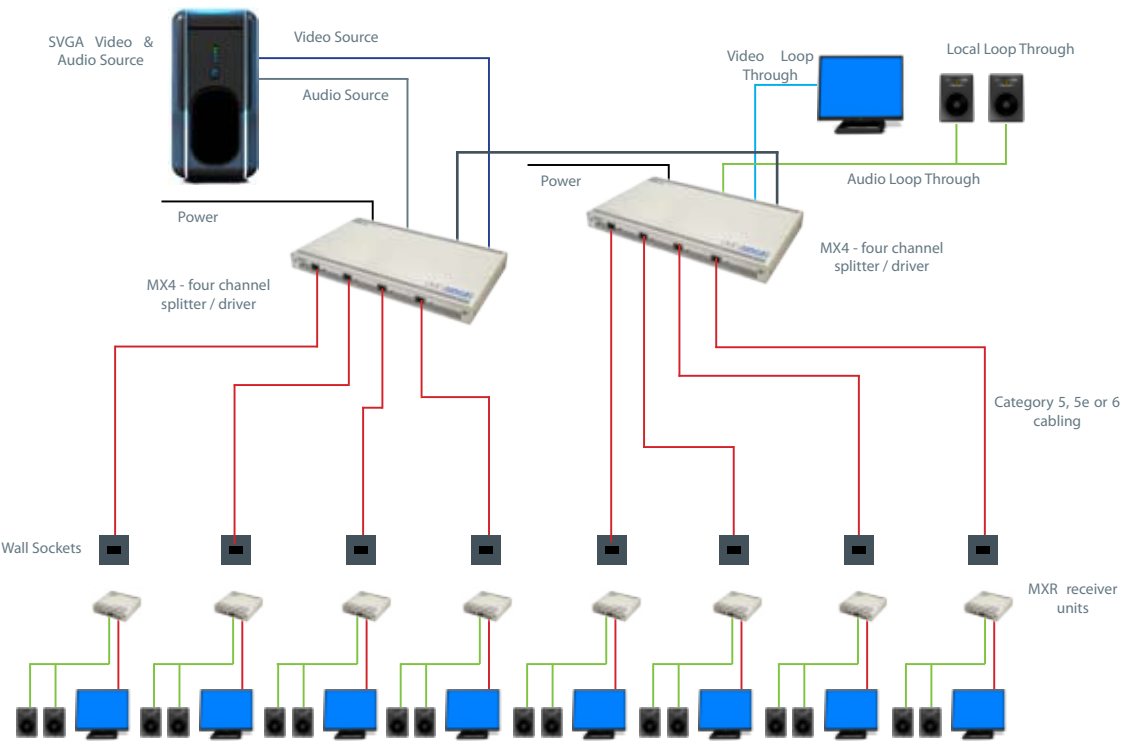 SVGA Video &
Audio Source
Video Source
Audio Source
Video Loop
Through
Local Loop Through
Power
Power
Audio Loop Through
MX4 - four channel
splitter / driver
MX4 - four channel
splitter / driver
Category 5, 5e or 6
cabling
Wall Sockets
MXR receiver
units